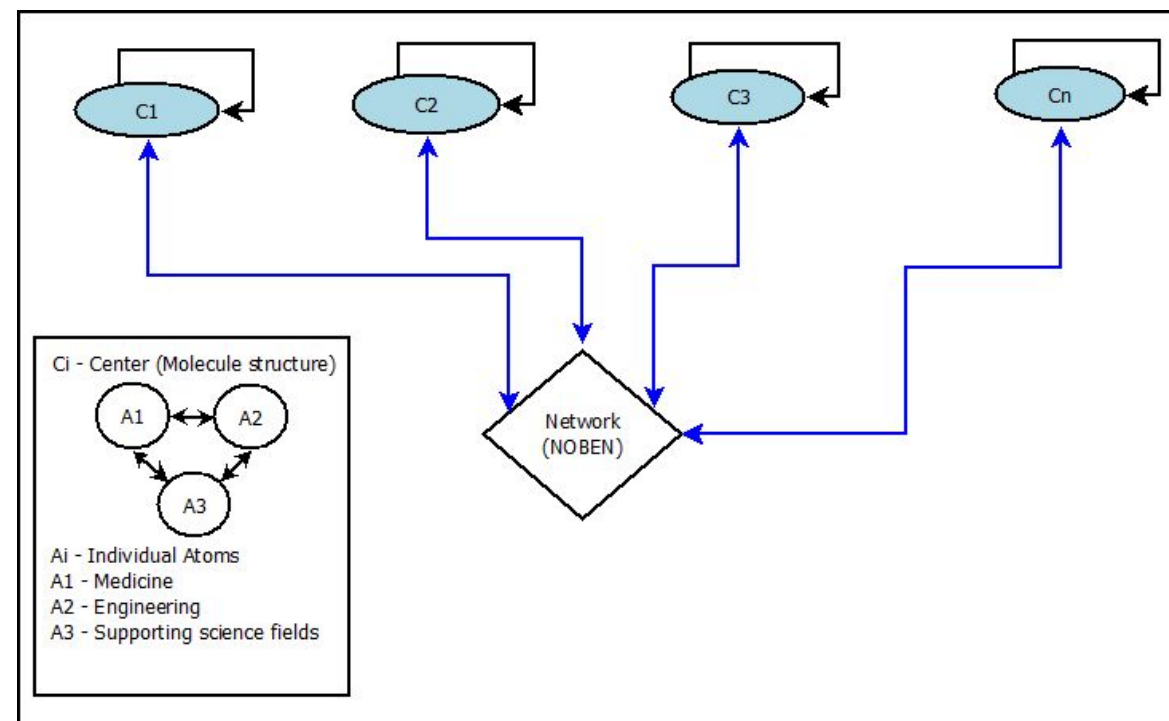 C1
C2
C3
Cn
Network
(NOBEN)
Ci - Center (Molecule structure)
A1
A2
A3
Ai - Individual Atoms
A1 - Medicine
A2 - Engineering
A3 - Supporting science fields